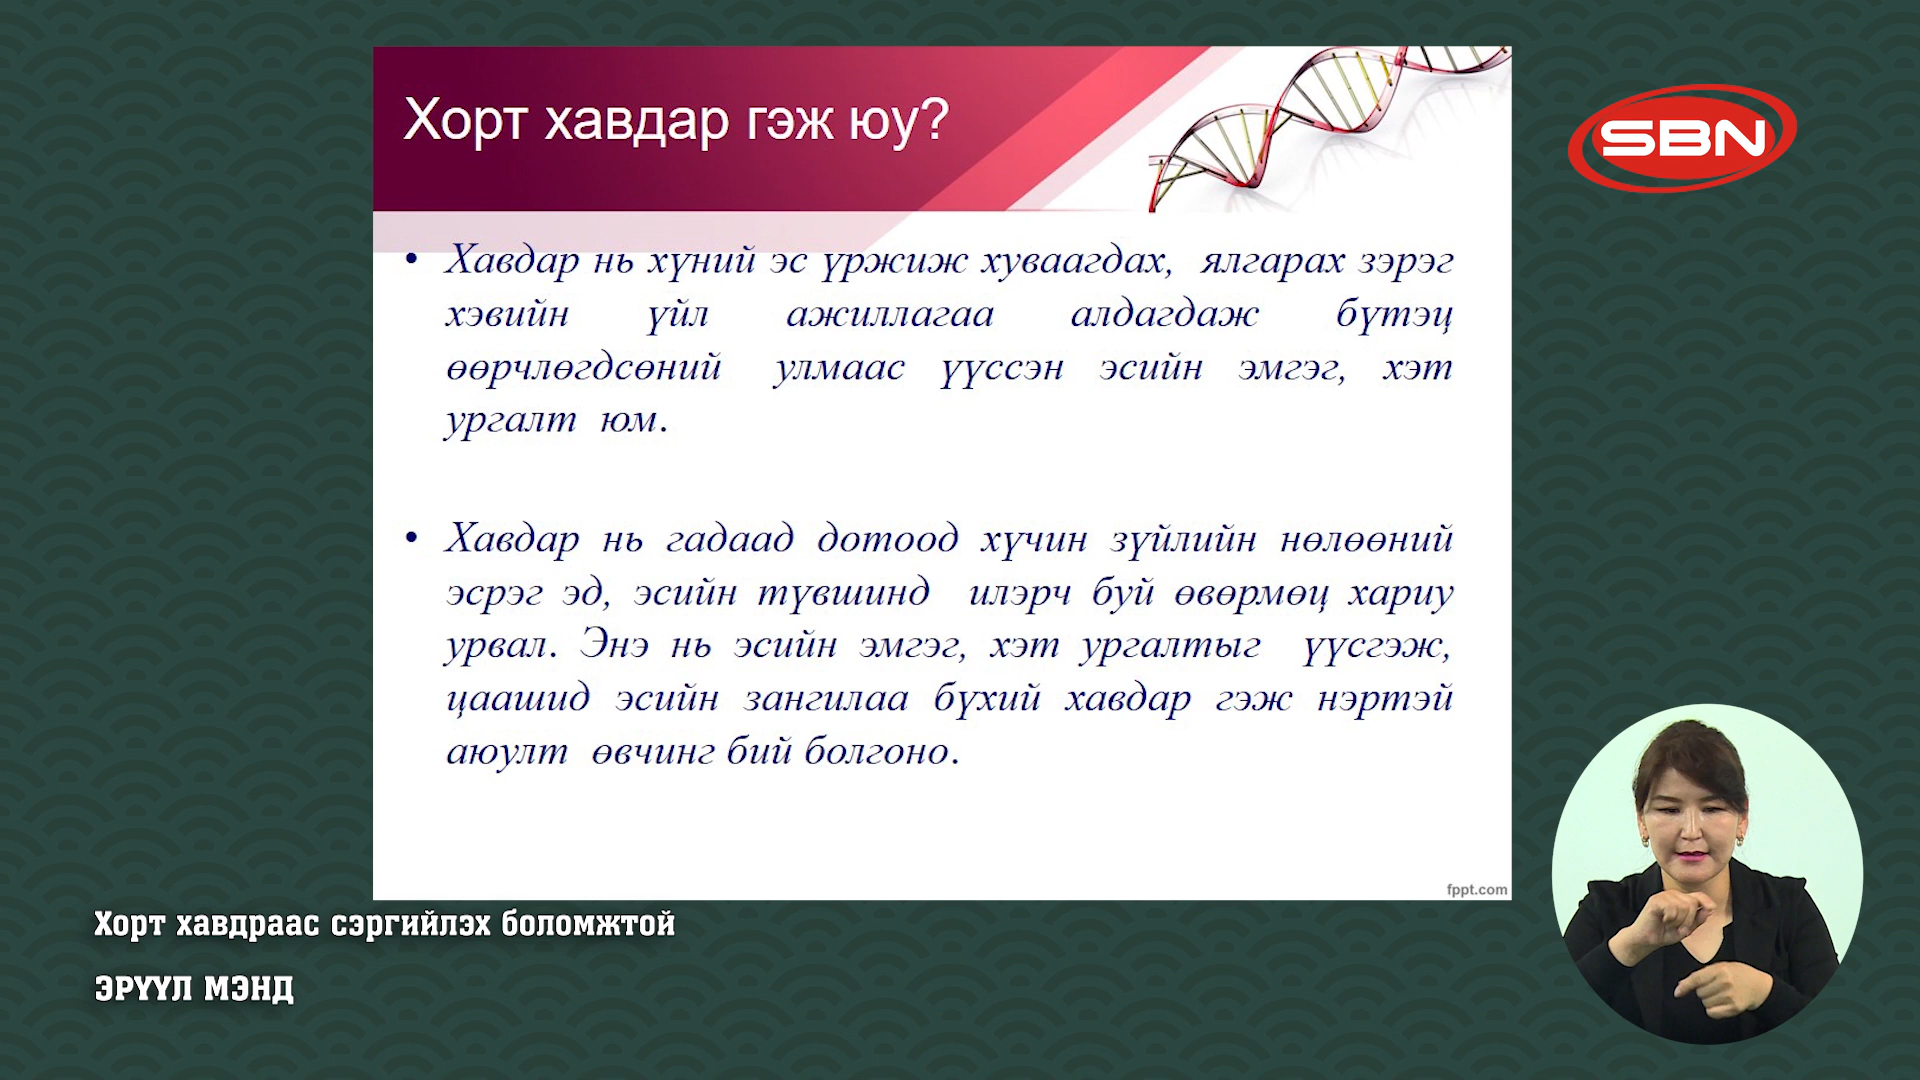 Хорт хавдар гэж юу?
SBN
• Хавдар нь хүний эс үржиж хуваагдах, ялгарах зэрэг
хэвийн үйл ажиллагаа алдагдаж бүтэц
өөрчлөгдсөний улмаас үүссэн эсийн эмгэг, хэт
ургалт юм.
• Хавдар нь гадаад дотоод хүчин зүйлийн нөлөөний
эсрэг эд, эсийн түвшинд илэрч буй өвөрмөц хариу
урвал. Энэ нь эсийн эмгэг, хэт ургалтыг үүсгэж,
цаашид эсийн зангилаа бүхий хавдар гэж нэртэй
аюулт өвчинг бий болгоно.
fppt.com
Хорт хавдраас сэргийлэх боломжтой
ЭРҮҮЛ МЭНД